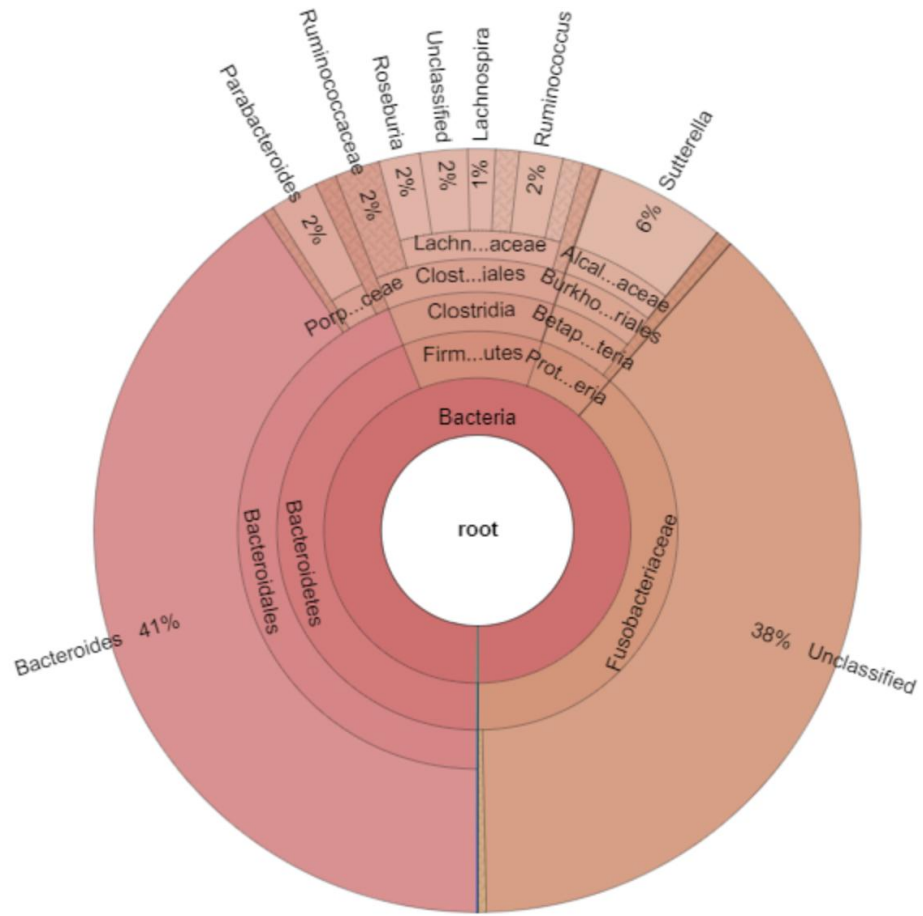 Parabacteroides
2%
Ruminococcaceae
2%
Roseburia
2%
Unclassified
2%
Lachnospira
1%
Ruminococcus
2%
Sutterella
6%
Lachn...aceae
Alcal...aceae
Clost...iales
Burkho...riales
Porp...ceae
Clostridia
Betap...teria
Firm...utes
Prot...eria
Bacteria
root
Bacteroidetes
Bacteroidales
Fusobacteriaceae
Bacteroides 41%
38% Unclassified